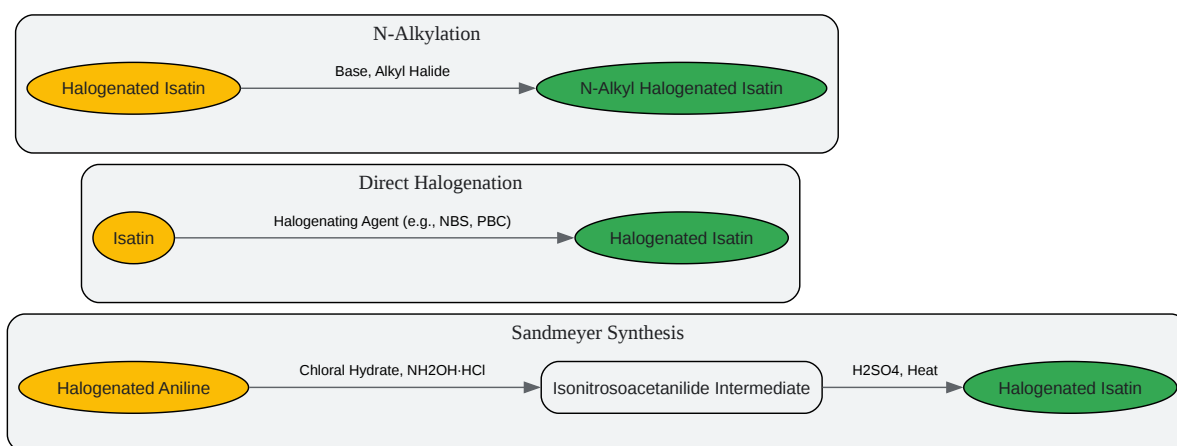 N-Alkylation
Halogenated Isatin
Base, Alkyl Halide
N-Alkyl Halogenated Isatin
Direct Halogenation
Isatin
Halogenating Agent (e.g., NBS, PBC)
Halogenated Isatin
Sandmeyer Synthesis
Halogenated Aniline
Chloral Hydrate, NH2OH·HCl
Isonitrosoacetanilide Intermediate
H2SO4, Heat
Halogenated Isatin